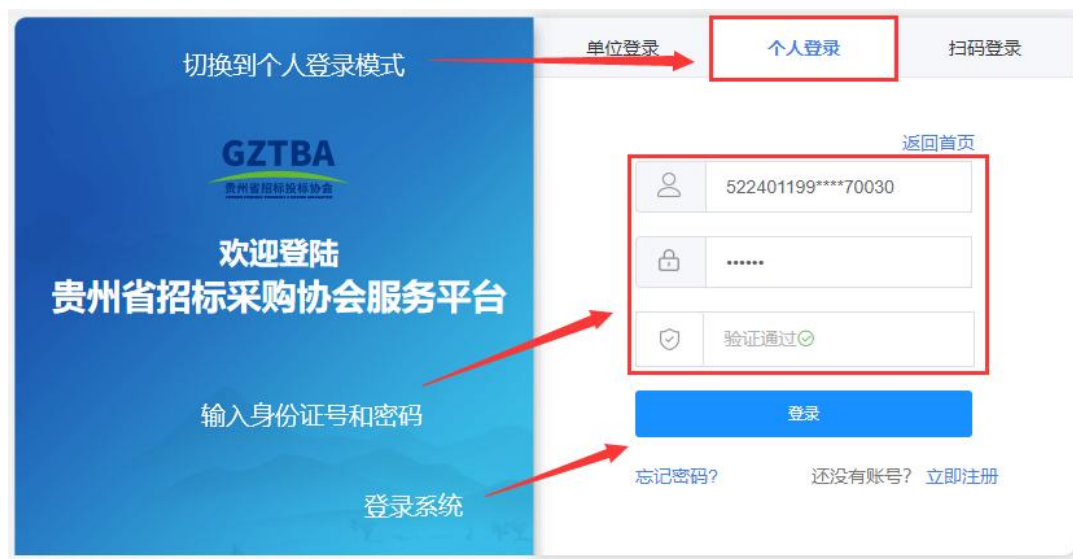 切换到个人登录模式
单位登录
个人登录
扫码登录
返回首页
GZTBA
贵州省招标投标协会
欢迎登陆
贵州省招标采购协会服务平台
522401199****70030
••••••
验证通过
输入身份证号和密码
登录
忘记密码?
还没有账号? 立即注册
登录系统